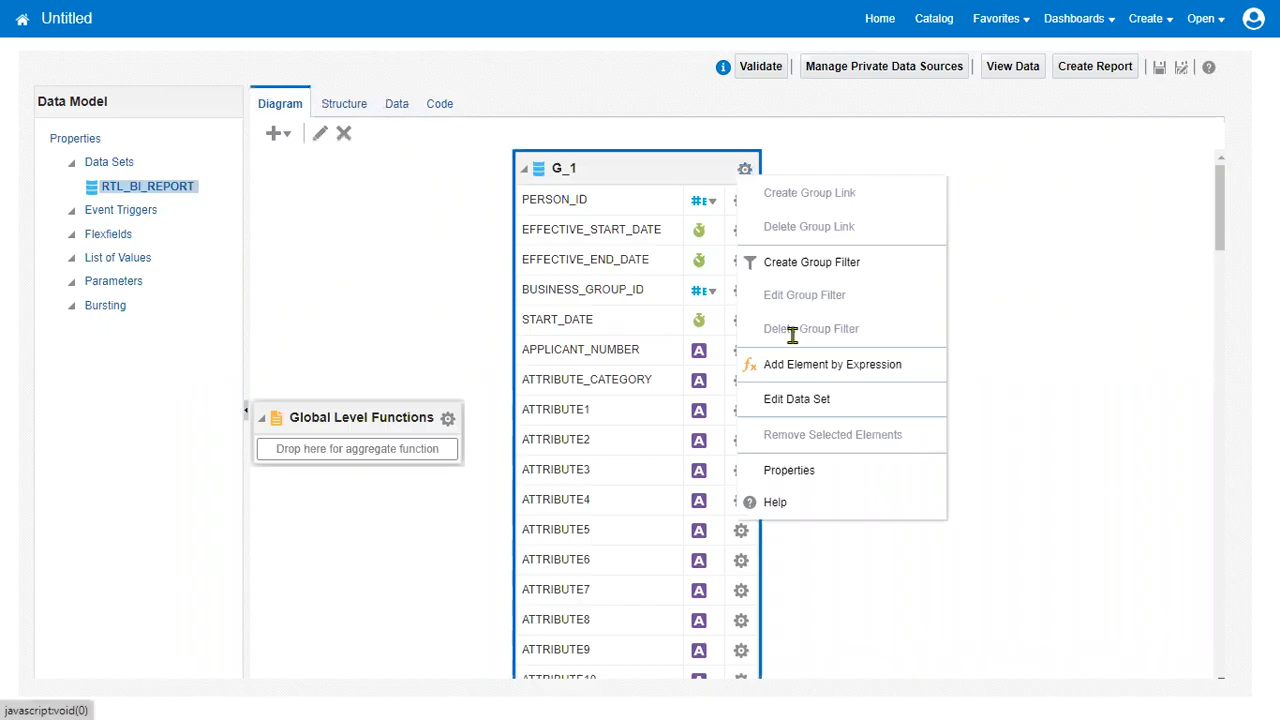 Untitled
Home
Catalog
Favorites
Dashboards
Create
Open
Validate
Manage Private Data Sources
View Data
Create Report
Data Model
Diagram
Structure
Data
Code
Properties
Data Sets
RTL_BI_REPORT
Event Triggers
Flexfields
List of Values
Parameters
Bursting
Global Level Functions
Drop here for aggregate function
G_1
PERSON_ID
EFFECTIVE_START_DATE
EFFECTIVE_END_DATE
BUSINESS_GROUP_ID
START_DATE
APPLICANT_NUMBER
ATTRIBUTE_CATEGORY
ATTRIBUTE1
ATTRIBUTE2
ATTRIBUTE3
ATTRIBUTE4
ATTRIBUTE5
ATTRIBUTE6
ATTRIBUTE7
ATTRIBUTE8
ATTRIBUTE9
ATTRIBUTE10
Create Group Link
Delete Group Link
Create Group Filter
Edit Group Filter
Delete Group Filter
Add Element by Expression
Edit Data Set
Remove Selected Elements
Properties
Help
javascript:void(0)